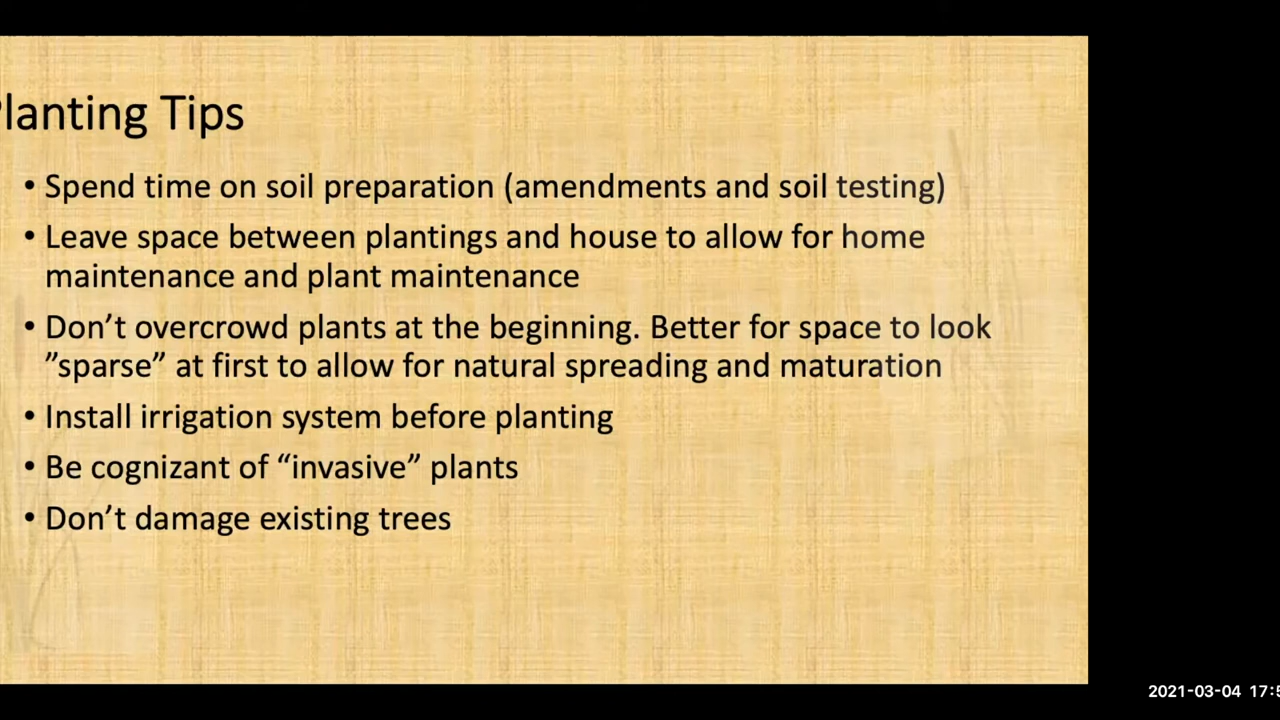 Planting Tips
• Spend time on soil preparation (amendments and soil testing)
• Leave space between plantings and house to allow for home
maintenance and plant maintenance
• Don’t overcrowd plants at the beginning. Better for space to look
”sparse” at first to allow for natural spreading and maturation
• Install irrigation system before planting
• Be cognizant of “invasive” plants
• Don’t damage existing trees
2021-03-04 17:5